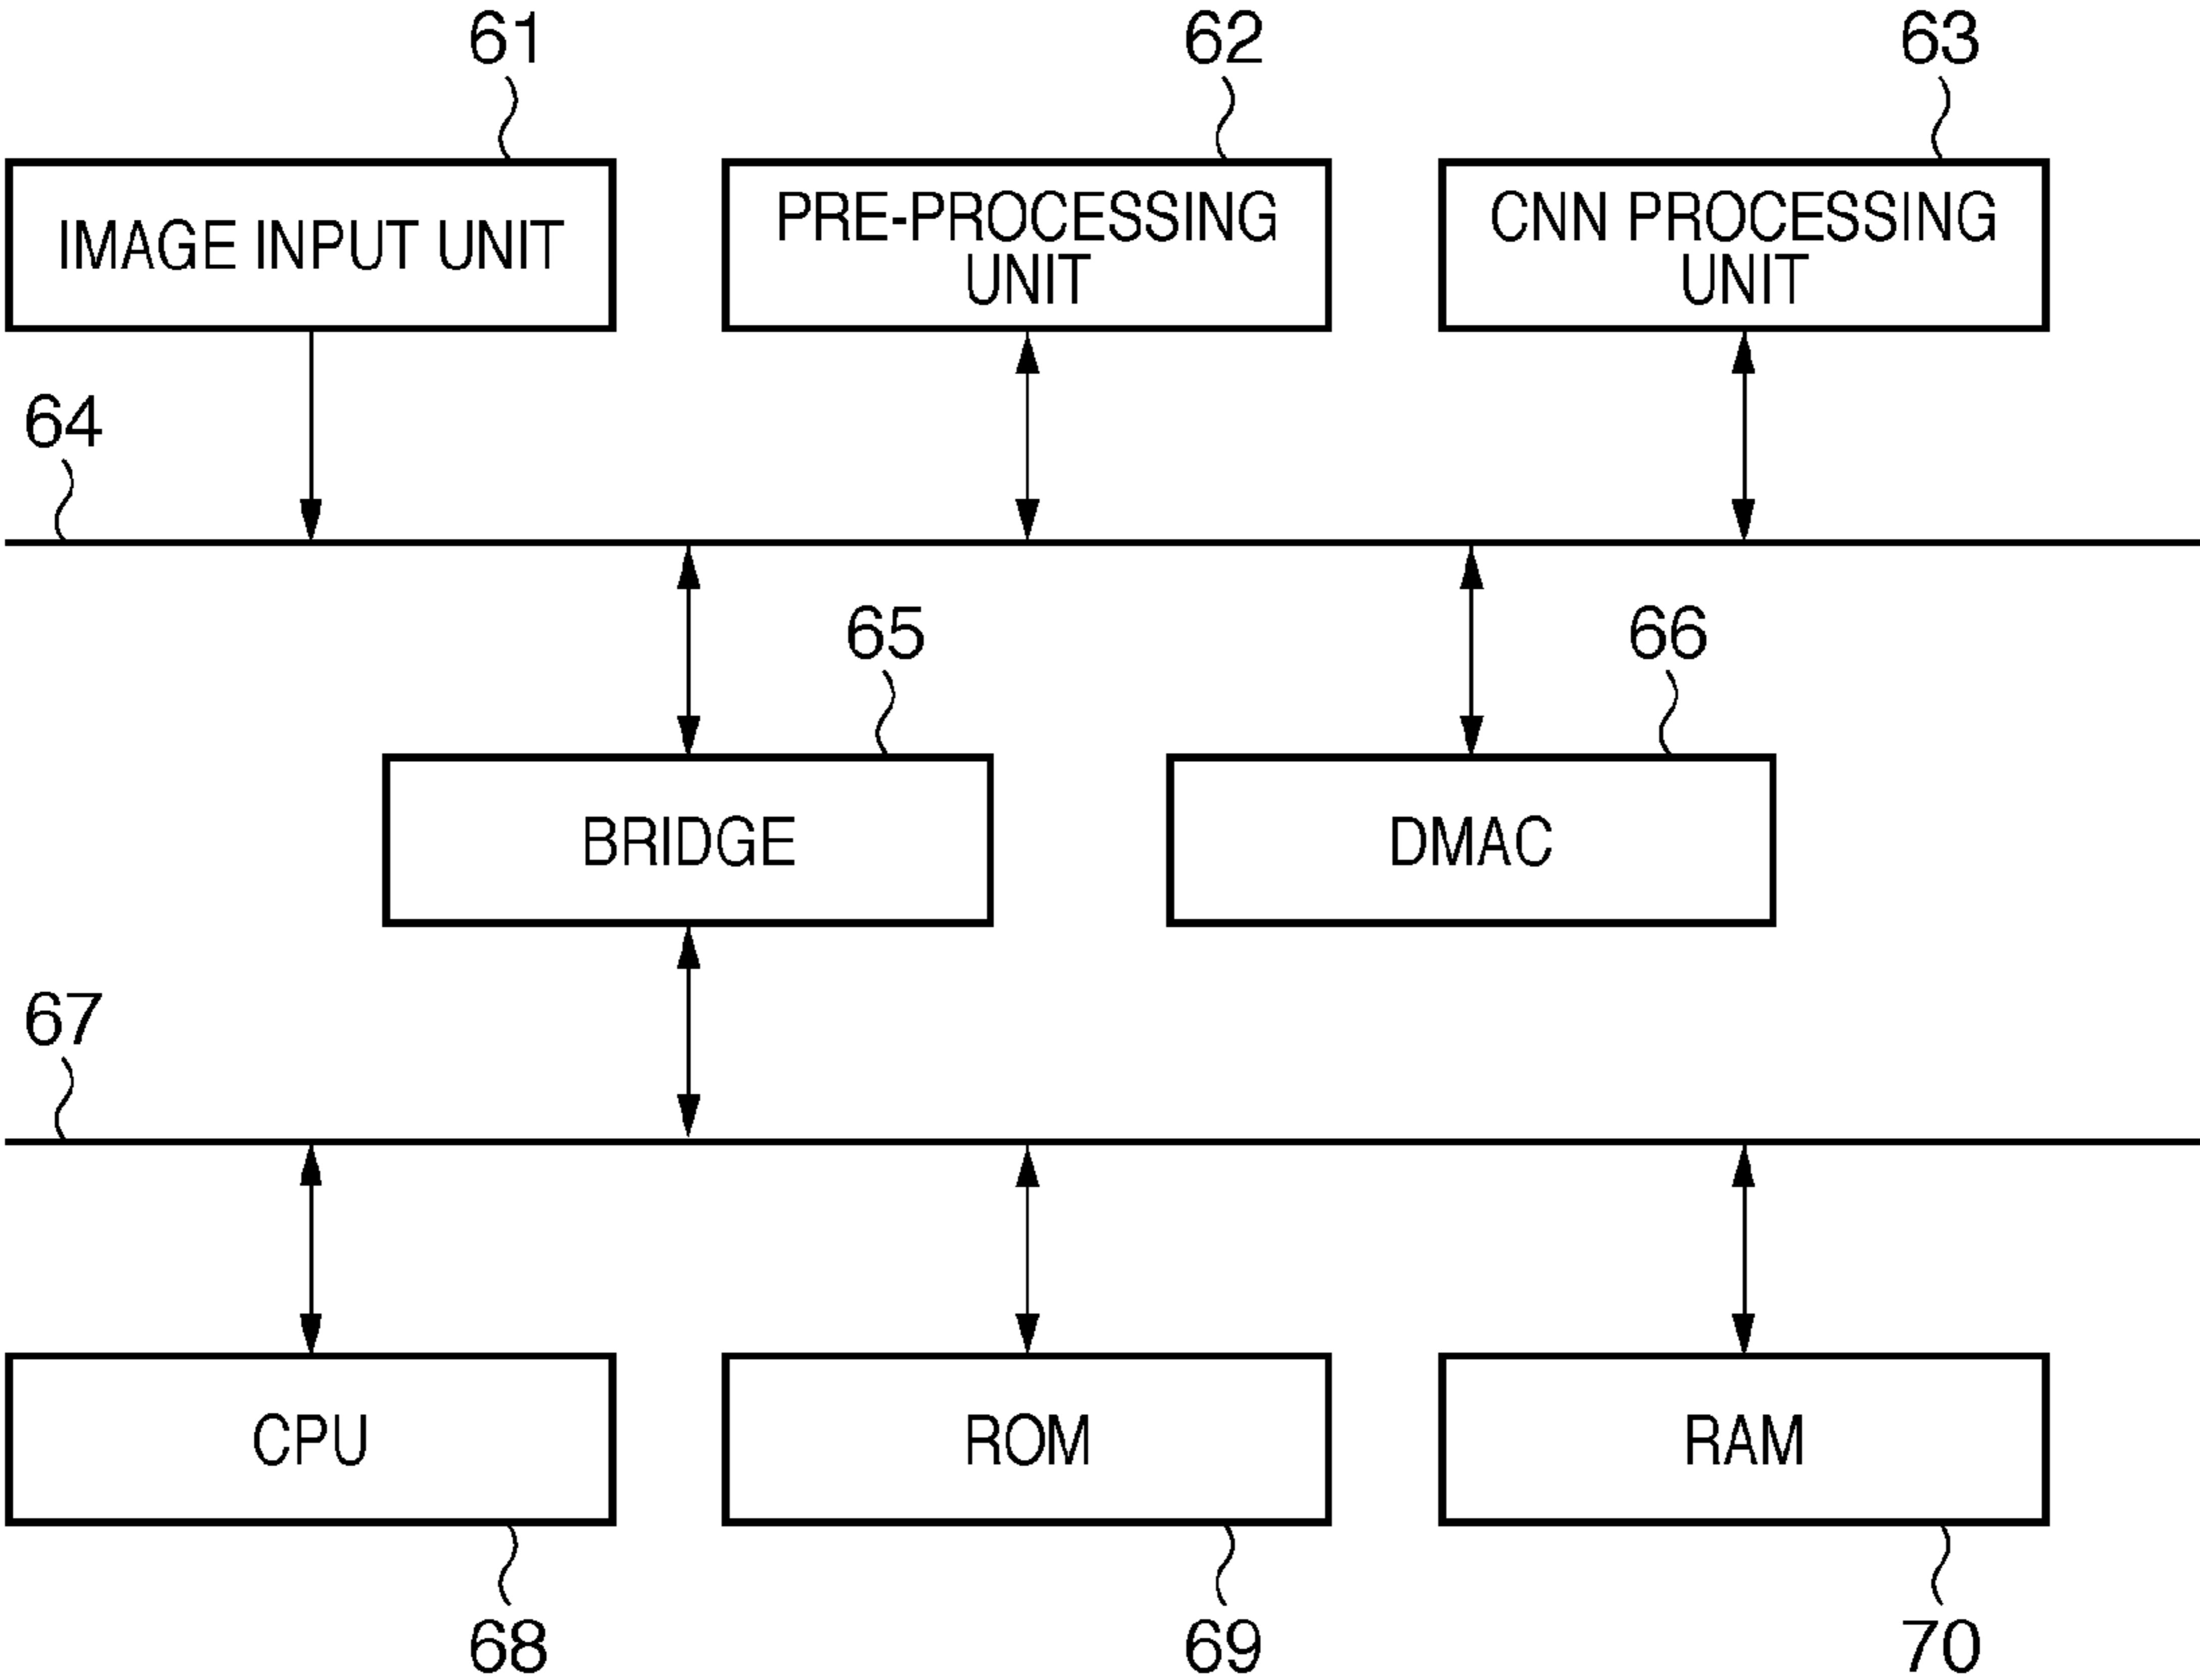 61
62
63
IMAGE INPUT UNIT
PRE-PROCESSING
UNIT
CNN PROCESSING
UNIT
64
65
66
BRIDGE
DMAC
67
CPU
ROM
RAM
68
69
70